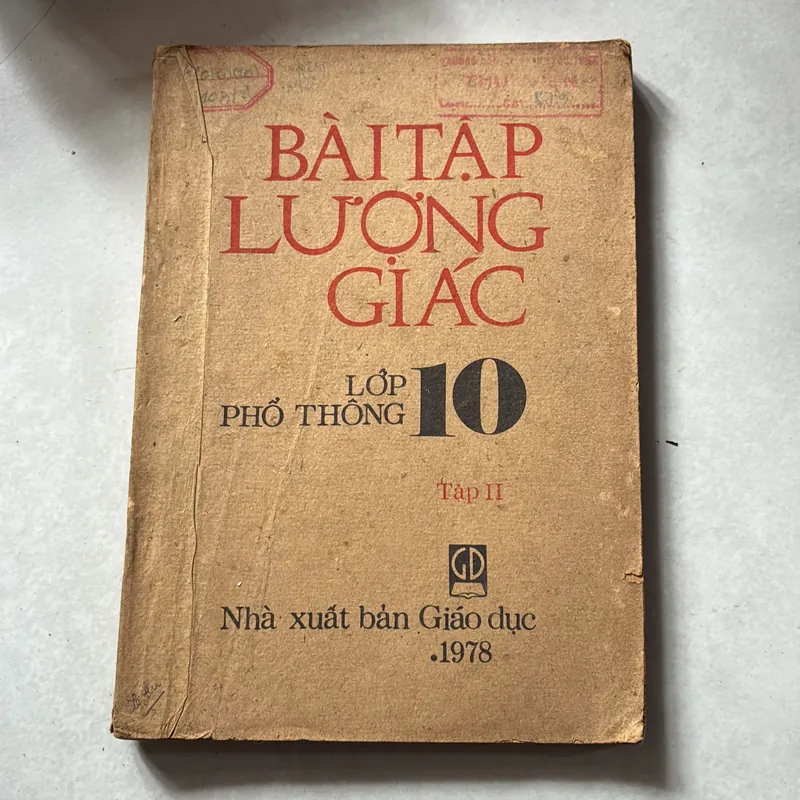 BÀI TẬP
LƯỢNG
GIÁC
LỚP
PHỔ THÔNG 10
Tập II
GD
Nhà xuất bản Giáo dục
.1978